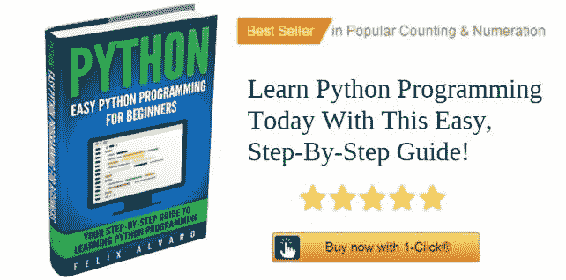 PYTHON
EASY PYTHON PROGRAMMING
FOR BEGINNERS
YOUR STEP-BY-STEP GUIDE TO
LEARNING PYTHON PROGRAMMING
FELIX ALVARO
Best Seller in Popular Counting & Numeration
Learn Python Programming
Today With This Easy,
Step-By-Step Guide!
Buy now with 1-Click®